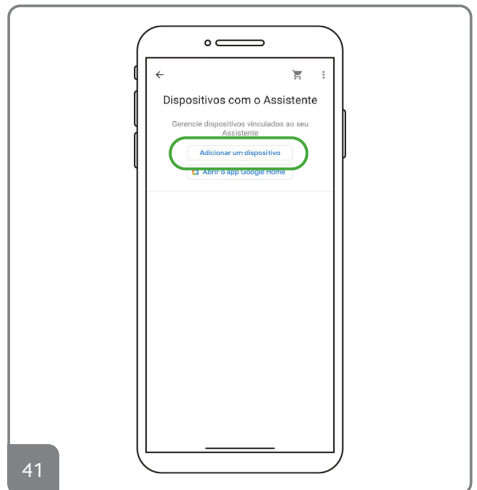 Dispositivos com o Assistente
Gerencie dispositivos vinculados ao seu
Assistente
Adicionar um dispositivo
Abrir o app Google Home
41